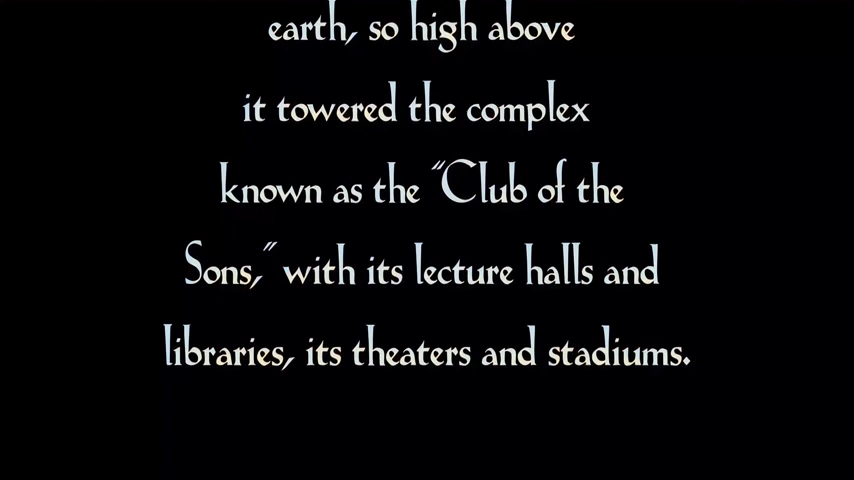 earth, so high above
it towered the complex
known as the “Club of the
Sons,” with its lecture halls and
libraries, its theaters and stadiums.